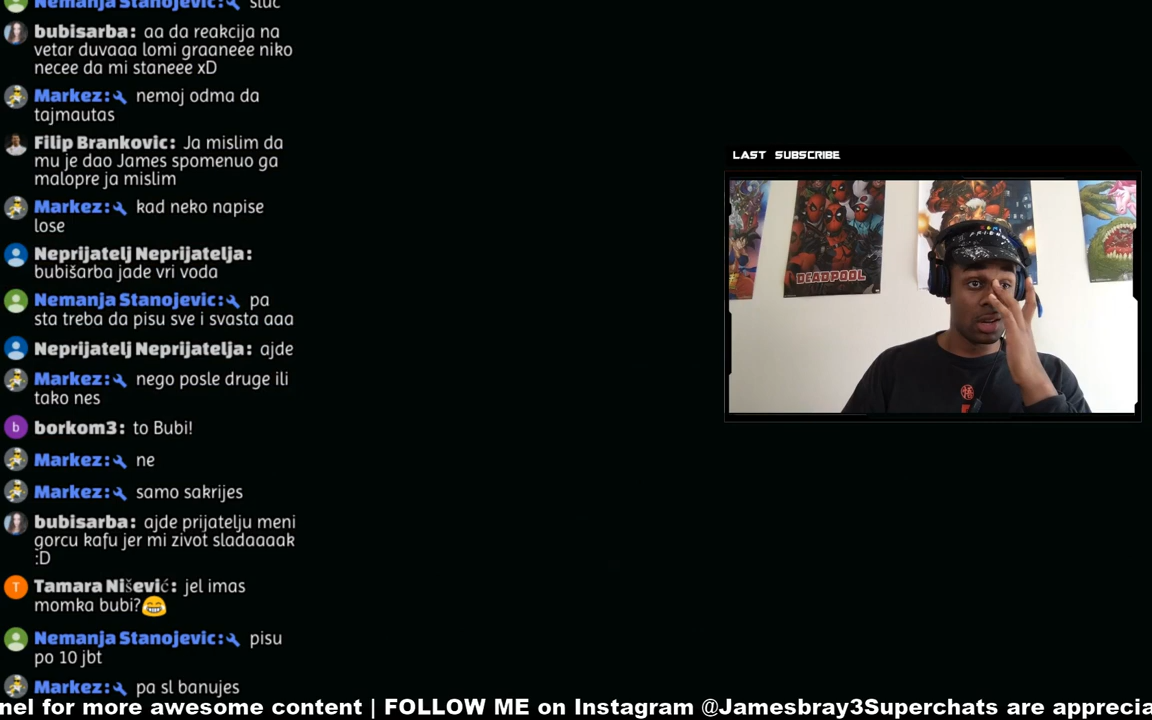 Nemanja Stanojevic: sluc
bubisarba: aa da reakcija na
vetar duvaaa lomi graaneee niko
necee da mi staneee xD
Markez: nemoj odma da
tajmautas
Filip Brankovic: Ja mislim da
mu je dao James spomenuo ga
malopre ja mislim
Markez: kad neko napise
lose
Neprijatelj Neprijatelja:
bubišarba jade vri voda
Nemanja Stanojevic: pa
sta treba da pisu sve i svasta aaa
Neprijatelj Neprijatelja: ajde
Markez: nego posle druge ili
tako nes
b
borkom3: to Bubi!
Markez: ne
Markez: samo sakrijes
bubisarba: ajde prijatelju meni
gorcu kafu jer mi zivot sladaaaak
:D
T
Tamara Nišević: jel imas
momka bubi?😂
Nemanja Stanojevic: pisu
po 10 jbt
Markez: pa sl banujes
LAST SUBSCRIBE
DEADPOOL
nel for more awesome content | FOLLOW ME on Instagram @Jamesbray3Superchats are apprecia